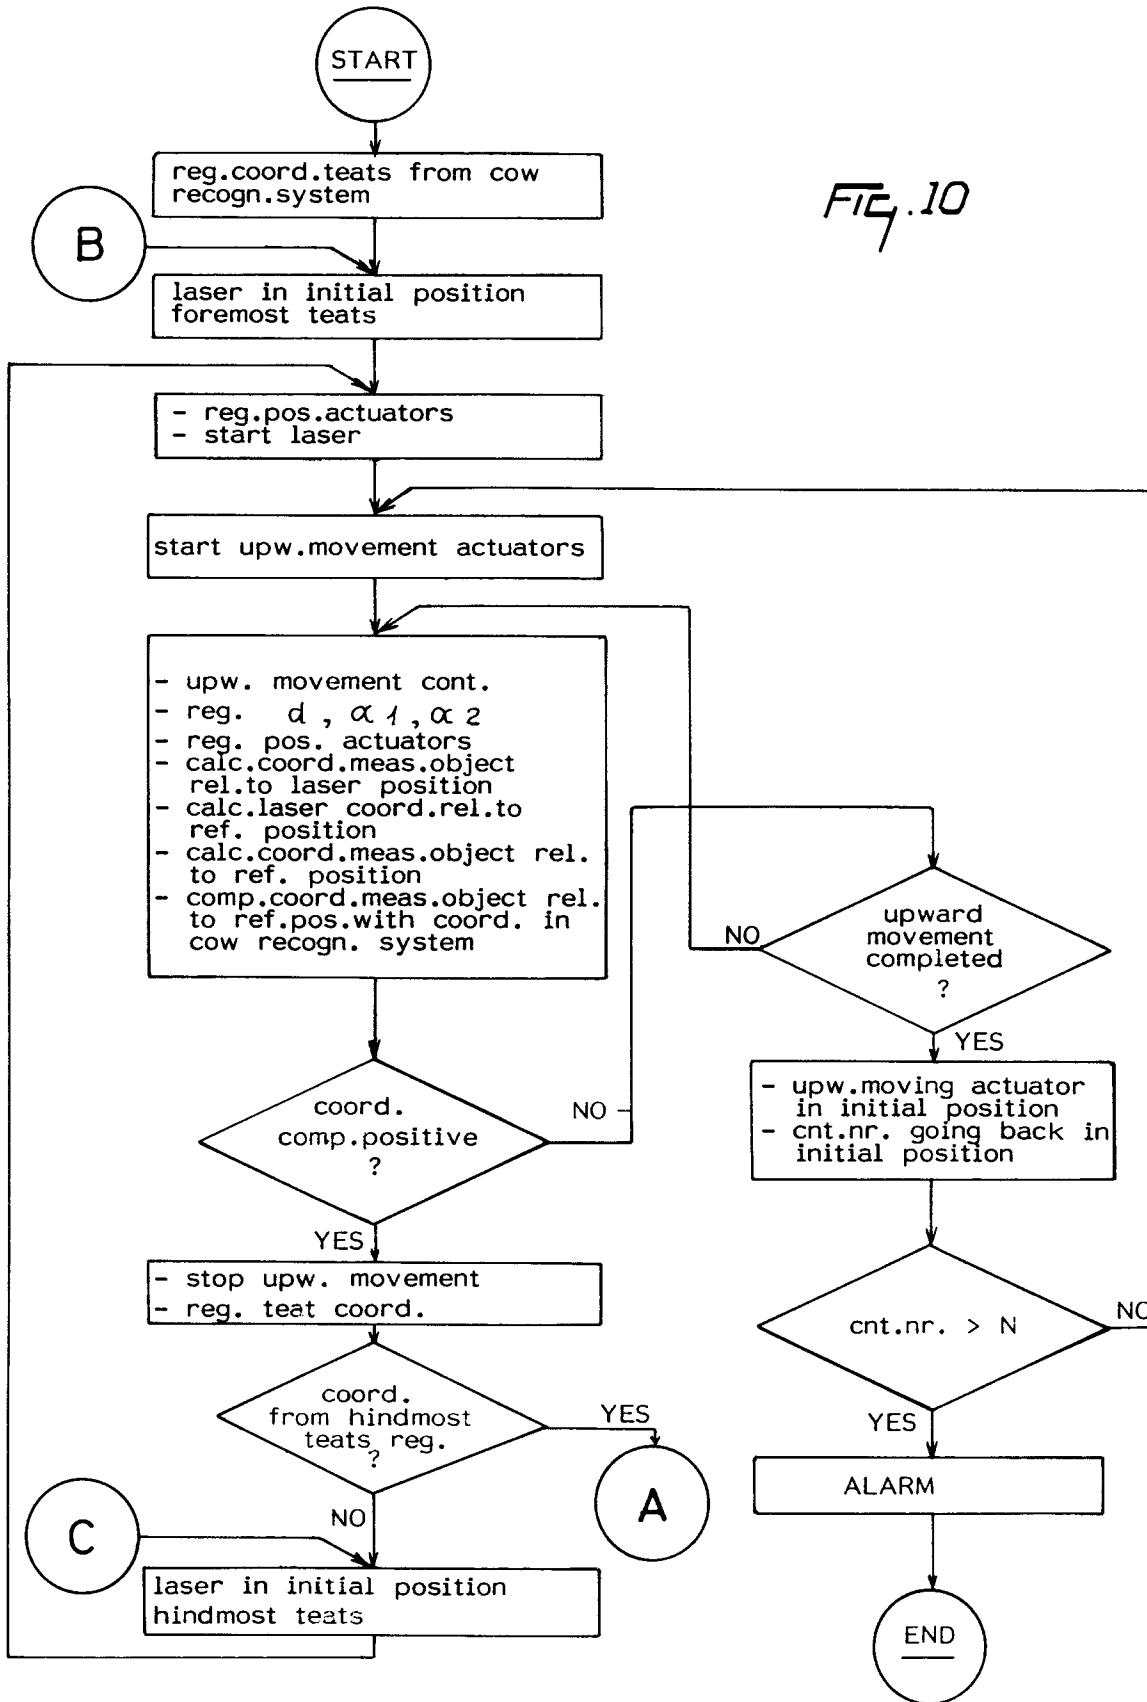 START
reg.coord.teats from cow
recogn.system
FIG.10
B
laser in initial position
foremost teats
- reg.pos.actuators
- start laser
start upw.movement actuators
- upw. movement cont.
- reg. d , α1 , α2
- reg. pos. actuators
- calc.coord.meas.object
rel.to laser position
- calc.laser coord.rel.to
ref. position
- calc.coord.meas.object rel.
to ref. position
- comp.coord.meas.object rel.
to ref.pos.with coord. in
cow recogn. system
upward
movement
completed
?
NO
YES
- upw.moving actuator
in initial position
- cnt.nr. going back in
initial position
coord.
comp.positive
?
NO
YES
- stop upw. movement
- reg. teat coord.
cnt.nr. > N
NO
YES
coord.
from hindmost
teats reg.
?
YES
NO
A
ALARM
C
laser in initial position
hindmost teats
END